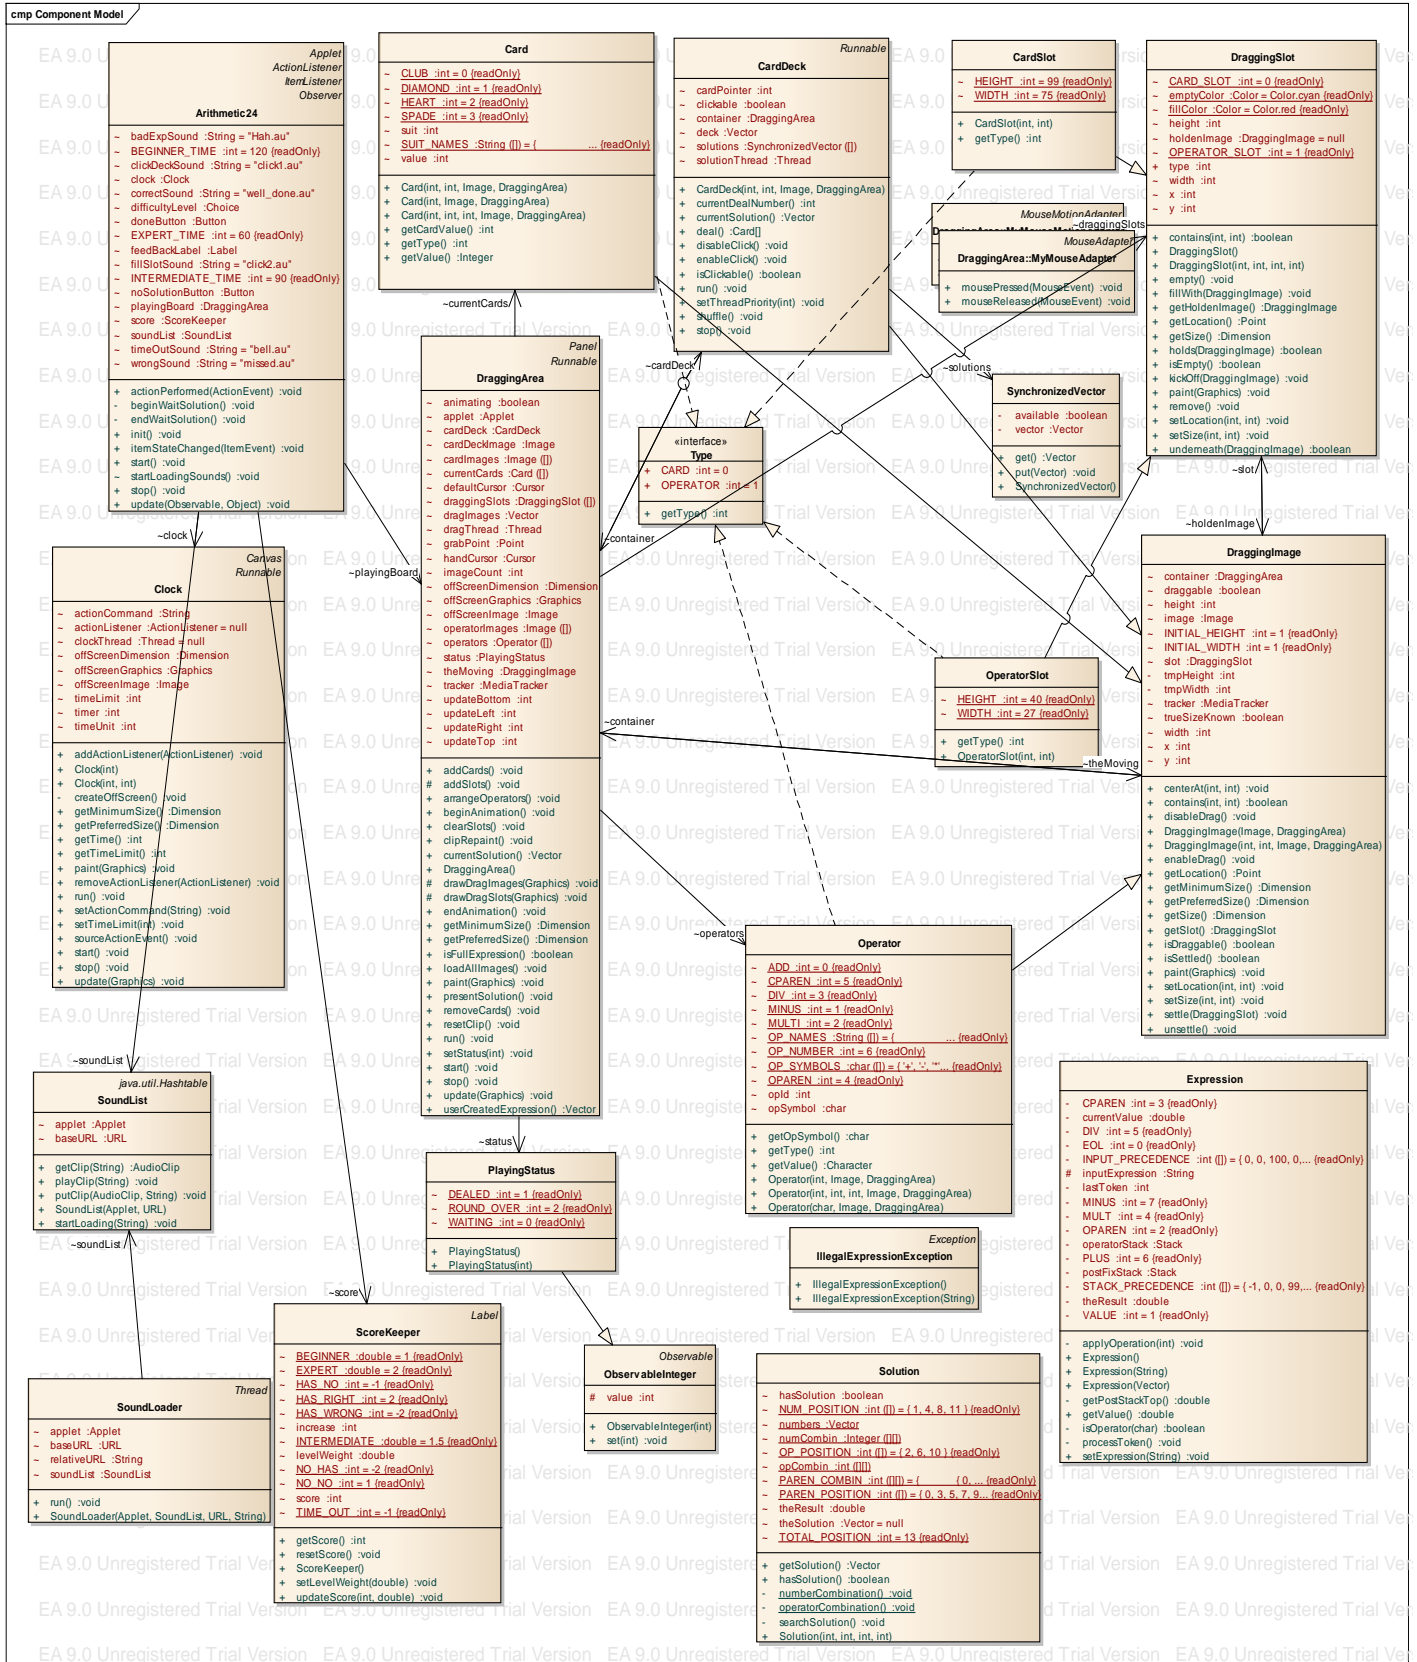 cmp Component Model
Applet
ActionListener
ItemListener
Observer
Arithmetic24
~ badExpSound :String = "Hah.au"
~ BEGINNER_TIME :int = 120 {readOnly}
~ clickDeckSound :String = "click1.au"
~ clock :Clock
~ correctSound :String = "well_done.au"
~ difficultyLevel :Choice
~ doneButton :Button
~ EXPERT_TIME :int = 60 {readOnly}
~ feedBackLabel :Label
~ fillSlotSound :String = "click2.au"
~ INTERMEDIATE_TIME :int = 90 {readOnly}
~ noSolutionButton :Button
~ playingBoard :DraggingArea
~ score :ScoreKeeper
~ soundList :SoundList
~ timeOutSound :String = "bell.au"
~ wrongSound :String = "missed.au"
+ actionPerformed(ActionEvent) :void
- beginWaitSolution() :void
- endWaitSolution() :void
+ init() :void
+ itemStateChanged(ItemEvent) :void
+ start() :void
~ startLoadingSounds() :void
+ stop() :void
+ update(Observable, Object) :void
Card
~ CLUB :int = 0 {readOnly}
~ DIAMOND :int = 1 {readOnly}
~ HEART :int = 2 {readOnly}
~ SPADE :int = 3 {readOnly}
~ suit :int
~ SUIT_NAMES :String ([]) = { ... {readOnly}
~ value :int
+ Card(int, int, Image, DraggingArea)
+ Card(int, Image, DraggingArea)
+ Card(int, int, int, Image, DraggingArea)
~ getCardValue() :int
+ getType() :int
+ getValue() :Integer
~currentCards
Runnable
CardDeck
~ cardPointer :int
~ clickable :boolean
~ container :DraggingArea
~ deck :Vector
~ solutions :SynchronizedVector ([])
~ solutionThread :Thread
+ CardDeck(int, int, Image, DraggingArea)
+ currentDealNumber() :int
+ currentSolution() :Vector
+ deal() :Card[]
+ disableClick() :void
+ enableClick() :void
+ isClickable() :boolean
+ run() :void
~ setThreadPriority(int) :void
+ shuffle() :void
+ stop() :void
~cardDeck
CardSlot
~ HEIGHT :int = 99 {readOnly}
~ WIDTH :int = 75 {readOnly}
+ CardSlot(int, int)
+ getType() :int
MouseMotionAdapter
~draggingSlots
MouseAdapter
DraggingArea::MyMouseAdapter
+ mousePressed(MouseEvent) :void
+ mouseReleased(MouseEvent) :void
DraggingSlot
~ CARD_SLOT :int = 0 {readOnly}
~ emptyColor :Color = Color.cyan {readOnly}
~ fillColor :Color = Color.red {readOnly}
~ height :int
~ holdenImage :DraggingImage = null
~ OPERATOR_SLOT :int = 1 {readOnly}
+ type :int
~ width :int
~ x :int
~ y :int
+ contains(int, int) :boolean
+ DraggingSlot()
+ DraggingSlot(int, int, int, int)
+ empty() :void
+ fillWith(DraggingImage) :void
+ getHoldenImage() :DraggingImage
+ getLocation() :Point
+ getSize() :Dimension
+ holds(DraggingImage) :boolean
+ isEmpty() :boolean
+ kickOff(DraggingImage) :void
+ paint(Graphics) :void
+ remove() :void
+ setLocation(int, int) :void
+ setSize(int, int) :void
+ underneath(DraggingImage) :boolean
~slot
~holdenImage
~solutions
SynchronizedVector
- available :boolean
- vector :Vector
+ get() :Vector
+ put(Vector) :void
+ SynchronizedVector()
«interface»
Type
+ CARD :int = 0
+ OPERATOR :int = 1
+ getType() :int
Panel
Runnable
DraggingArea
~ animating :boolean
~ applet :Applet
~ cardDeck :CardDeck
~ cardDeckImage :Image
~ cardImages :Image ([])
~ currentCards :Card ([])
~ defaultCursor :Cursor
~ draggingSlots :DraggingSlot ([])
~ dragImages :Vector
~ dragThread :Thread
~ grabPoint :Point
~ handCursor :Cursor
~ imageCount :int
~ offScreenDimension :Dimension
~ offScreenGraphics :Graphics
~ offScreenImage :Image
~ operatorImages :Image ([])
~ operators :Operator ([])
~ status :PlayingStatus
~ theMoving :DraggingImage
~ tracker :MediaTracker
~ updateBottom :int
~ updateLeft :int
~ updateRight :int
~ updateTop :int
+ addCards() :void
# addSlots() :void
+ arrangeOperators() :void
+ beginAnimation() :void
+ clearSlots() :void
+ clipRepaint() :void
+ currentSolution() :Vector
+ DraggingArea()
# drawDragImages(Graphics) :void
# drawDragSlots(Graphics) :void
+ endAnimation() :void
+ getMinimumSize() :Dimension
+ getPreferredSize() :Dimension
+ isFullExpression() :boolean
+ loadAllImages() :void
+ paint(Graphics) :void
+ presentSolution() :void
+ removeCards() :void
+ resetClip() :void
+ run() :void
+ setStatus(int) :void
+ start() :void
+ stop() :void
+ update(Graphics) :void
+ userCreatedExpression() :Vector
~container
~container
~theMoving
~operators
~status
~playingBoard
~clock
Canvas
Runnable
Clock
~ actionCommand :String
~ actionListener :ActionListener = null
~ clockThread :Thread = null
~ offScreenDimension :Dimension
~ offScreenGraphics :Graphics
~ offScreenImage :Image
~ timeLimit :int
~ timer :int
~ timeUnit :int
+ addActionListener(ActionListener) :void
+ Clock(int)
+ Clock(int, int)
- createOffScreen() :void
+ getMinimumSize() :Dimension
+ getPreferredSize() :Dimension
+ getTime() :int
+ getTimeLimit() :int
+ paint(Graphics) :void
+ removeActionListener(ActionListener) :void
+ run() :void
+ setActionCommand(String) :void
+ setTimeLimit(int) :void
+ sourceActionEvent() :void
+ start() :void
+ stop() :void
+ update(Graphics) :void
OperatorSlot
~ HEIGHT :int = 40 {readOnly}
~ WIDTH :int = 27 {readOnly}
+ getType() :int
+ OperatorSlot(int, int)
DraggingImage
~ container :DraggingArea
~ draggable :boolean
~ height :int
~ image :Image
~ INITIAL_HEIGHT :int = 1 {readOnly}
~ INITIAL_WIDTH :int = 1 {readOnly}
~ slot :DraggingSlot
- tmpHeight :int
- tmpWidth :int
~ tracker :MediaTracker
~ trueSizeKnown :boolean
~ width :int
~ x :int
~ y :int
+ centerAt(int, int) :void
+ contains(int, int) :boolean
+ disableDrag() :void
+ DraggingImage(Image, DraggingArea)
+ DraggingImage(int, int, Image, DraggingArea)
+ enableDrag() :void
+ getLocation() :Point
+ getMinimumSize() :Dimension
+ getPreferredSize() :Dimension
+ getSize() :Dimension
+ getSlot() :DraggingSlot
+ isDraggable() :boolean
+ isSettled() :boolean
+ paint(Graphics) :void
+ setLocation(int, int) :void
+ setSize(int, int) :void
+ settle(DraggingSlot) :void
- unsettle() :void
Operator
~ ADD :int = 0 {readOnly}
~ CPAREN :int = 5 {readOnly}
~ DIV :int = 3 {readOnly}
~ MINUS :int = 1 {readOnly}
~ MULTI :int = 2 {readOnly}
~ OP_NAMES :String ([]) = { ... {readOnly}
~ OP_NUMBER :int = 6 {readOnly}
~ OP_SYMBOLS :char ([]) = { '+', '-', '*'... {readOnly}
~ OPAREN :int = 4 {readOnly}
~ opId :int
~ opSymbol :char
+ getOpSymbol() :char
+ getType() :int
+ getValue() :Character
+ Operator(int, Image, DraggingArea)
+ Operator(int, int, int, Image, DraggingArea)
+ Operator(char, Image, DraggingArea)
~soundList
java.util.Hashtable
SoundList
~ applet :Applet
~ baseURL :URL
+ getClip(String) :AudioClip
+ playClip(String) :void
+ putClip(AudioClip, String) :void
+ SoundList(Applet, URL)
+ startLoading(String) :void
~soundList
PlayingStatus
~ DEALED :int = 1 {readOnly}
~ ROUND_OVER :int = 2 {readOnly}
~ WAITING :int = 0 {readOnly}
+ PlayingStatus()
+ PlayingStatus(int)
Exception
IllegalExpressionException
+ IllegalExpressionException()
+ IllegalExpressionException(String)
Expression
- CPAREN :int = 3 {readOnly}
- currentValue :double
- DIV :int = 5 {readOnly}
- EOL :int = 0 {readOnly}
- INPUT_PRECEDENCE :int ([]) = { 0, 0, 100, 0,... {readOnly}
# inputExpression :String
- lastToken :int
- MINUS :int = 7 {readOnly}
- MULT :int = 4 {readOnly}
- OPAREN :int = 2 {readOnly}
- operatorStack :Stack
- PLUS :int = 6 {readOnly}
- postFixStack :Stack
- STACK_PRECEDENCE :int ([]) = { -1, 0, 0, 99,... {readOnly}
- theResult :double
- VALUE :int = 1 {readOnly}
- applyOperation(int) :void
+ Expression()
+ Expression(String)
+ Expression(Vector)
- getPostStackTop() :double
+ getValue() :double
- isOperator(char) :boolean
- processToken() :void
+ setExpression(String) :void
~score
Label
ScoreKeeper
~ BEGINNER :double = 1 {readOnly}
~ EXPERT :double = 2 {readOnly}
~ HAS_NO :int = -1 {readOnly}
~ HAS_RIGHT :int = 2 {readOnly}
~ HAS_WRONG :int = -2 {readOnly}
~ increase :int
~ INTERMEDIATE :double = 1.5 {readOnly}
~ levelWeight :double
~ NO_HAS :int = -2 {readOnly}
~ NO_NO :int = 1 {readOnly}
~ score :int
~ TIME_OUT :int = -1 {readOnly}
+ getScore() :int
+ resetScore() :void
+ ScoreKeeper()
+ setLevelWeight(double) :void
+ updateScore(int, double) :void
Observable
ObservableInteger
# value :int
+ ObservableInteger(int)
+ set(int) :void
Thread
SoundLoader
~ applet :Applet
~ baseURL :URL
~ relativeURL :String
~ soundList :SoundList
+ run() :void
+ SoundLoader(Applet, SoundList, URL, String)
Solution
~ hasSolution :boolean
~ NUM_POSITION :int ([]) = { 1, 4, 8, 11 } {readOnly}
~ numbers :Vector
~ numCombin :Integer ([][])
~ OP_POSITION :int ([]) = { 2, 6, 10 } {readOnly}
~ opCombin :int ([][])
~ PAREN_COMBIN :int ([][]) = { { 0, ... {readOnly}
~ PAREN_POSITION :int ([]) = { 0, 3, 5, 7, 9... {readOnly}
~ theResult :double
~ theSolution :Vector = null
~ TOTAL_POSITION :int = 13 {readOnly}
+ getSolution() :Vector
+ hasSolution() :boolean
- numberCombination() :void
- operatorCombination() :void
- searchSolution() :void
+ Solution(int, int, int, int)
EA 9.0 Unregistered Trial Version